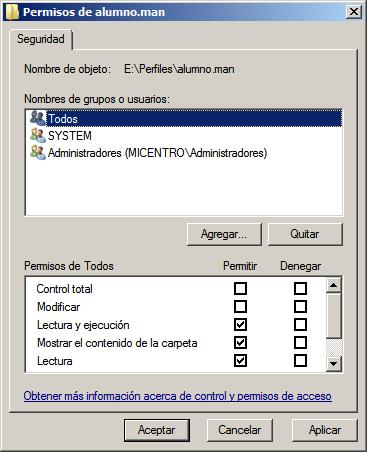 Permisos de alumno.man
Seguridad
Nombre de objeto: E:\Perfiles\alumno.man
Nombres de grupos o usuarios:
Todos
SYSTEM
Administradores (MICENTRO\Administradores)
Agregar... Quitar
Permisos de Todos Permitir Denegar
Control total
Modificar
Lectura y ejecución
Mostrar el contenido de la carpeta
Lectura
Obtener más información acerca de control y permisos de acceso
Aceptar Cancelar Aplicar